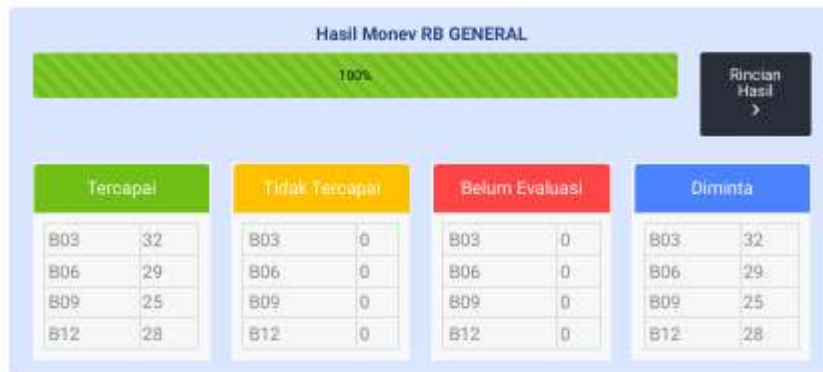 Hasil Monev RB GENERAL
100%
Rincian
Hasil
>
Tercapai
B03 32
B06 29
B09 25
B12 28
Tidak Tercapai
B03 0
B06 0
B09 0
B12 0
Belum Evaluasi
B03 0
B06 0
B09 0
B12 0
Diminta
B03 32
B06 29
B09 25
B12 28